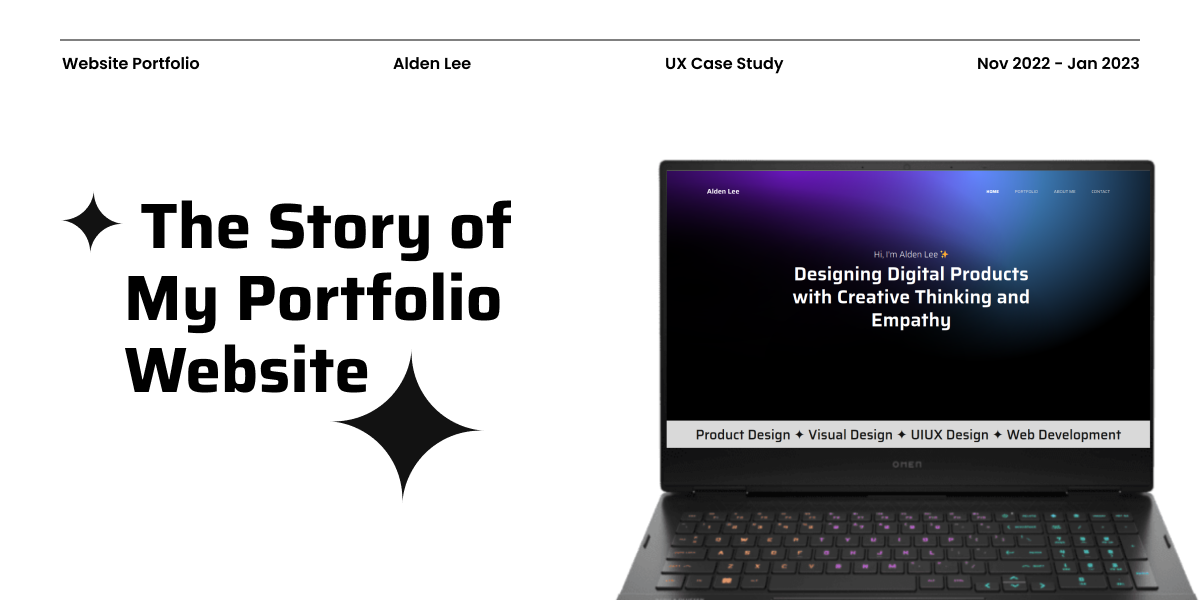 Website Portfolio
Alden Lee
UX Case Study
Nov 2022 - Jan 2023
The Story of
My Portfolio
Website
Alden Lee
HOME
PORTFOLIO
ABOUT ME
CONTACT
Hi, I'm Alden Lee ✨
Designing Digital Products
with Creative Thinking and
Empathy
Product Design ✦ Visual Design ✦ UIUX Design ✦ Web Development
OMEN